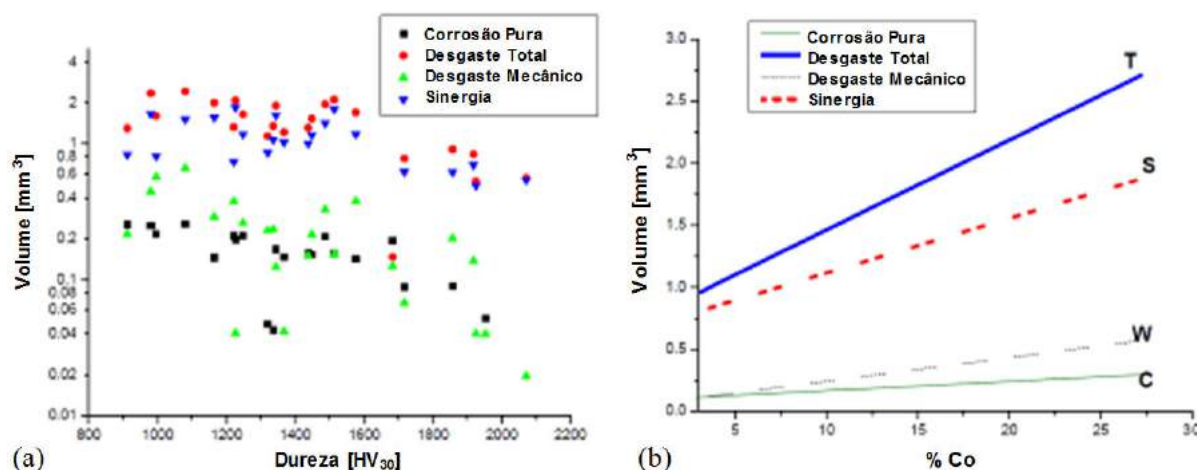 Corrosão Pura
Desgaste Total
Desgaste Mecânico
Sinergia
Volume [mm³]
4
2
1
0.8
0.6
0.4
0.2
0.1
0.08
0.06
0.04
0.02
0.01
800 1000 1200 1400 1600 1800 2000 2200
Dureza [HV₃₀]
(a)
Corrosão Pura
Desgaste Total
Desgaste Mecânico
Sinergia
Volume [mm³]
3.0
2.5
2.0
1.5
1.0
0.5
0.0
T
S
W
C
5 10 15 20 25 30
% Co
(b)